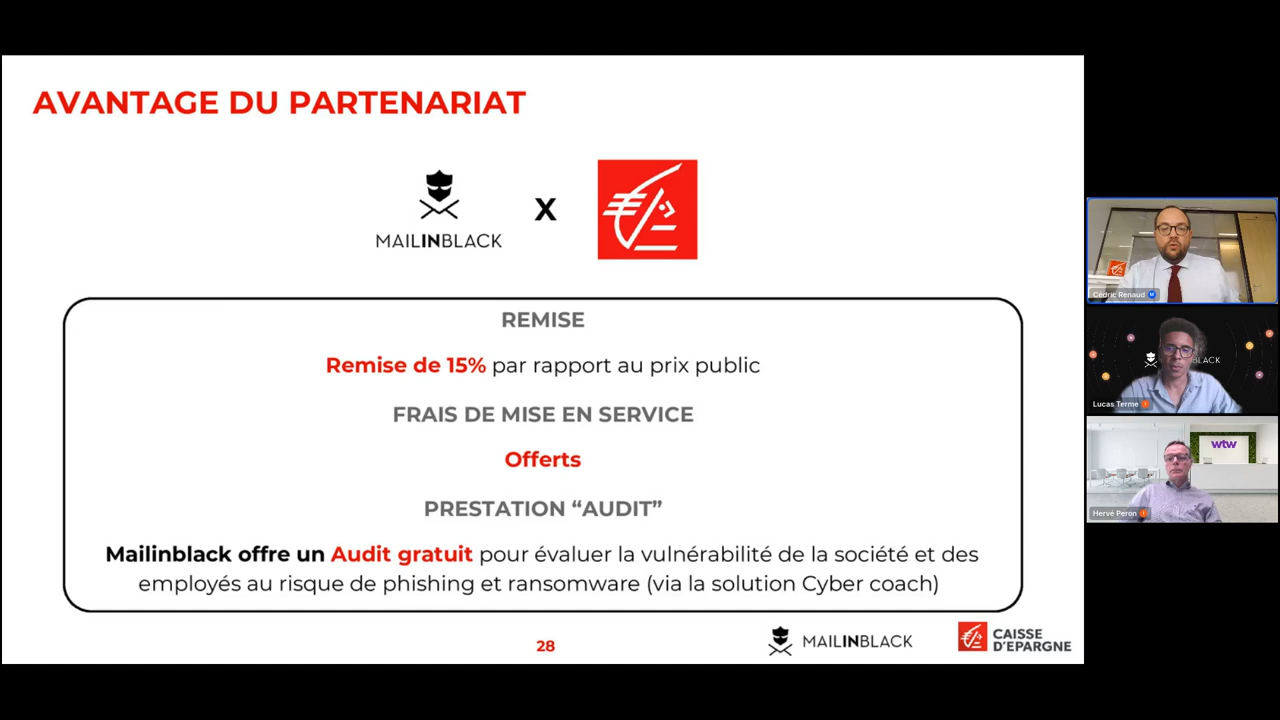 AVANTAGE DU PARTENARIAT
MAILINBLACK
X
REMISE
Remise de 15% par rapport au prix public
FRAIS DE MISE EN SERVICE
Offerts
PRESTATION “AUDIT”
Mailinblack offre un Audit gratuit pour évaluer la vulnérabilité de la société et des
employés au risque de phishing et ransomware (via la solution Cyber coach)
28
MAILINBLACK
CAISSE
D'EPARGNE
Cédric Renaud
BLACK
Lucas Terme
wtw
Hervé Peron